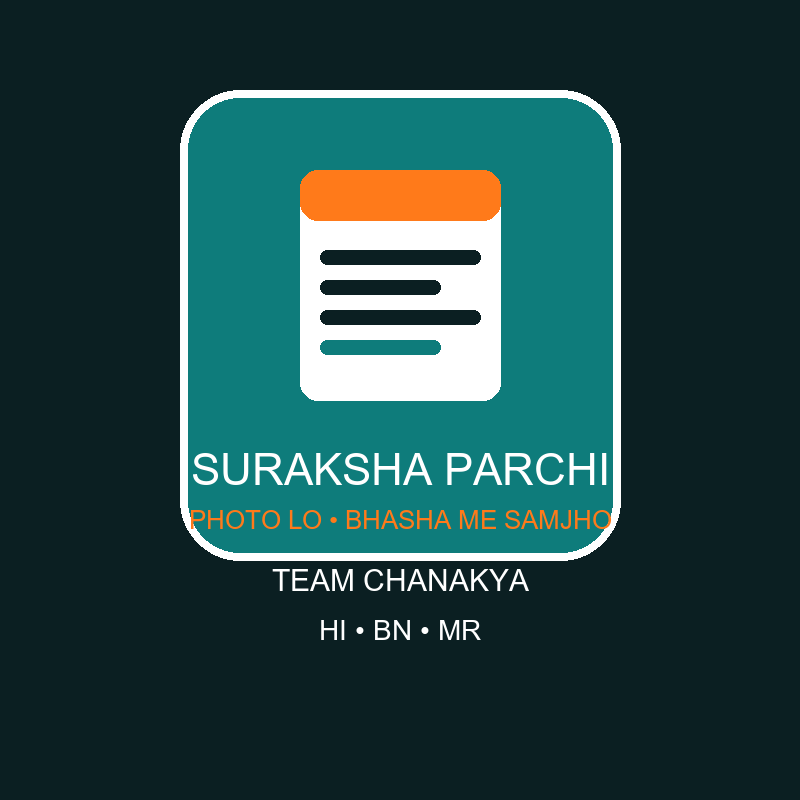 SURAKSHA PARCHI
PHOTO LO • BHASHA ME SAMJHO
TEAM CHANAKYA
HI • BN • MR